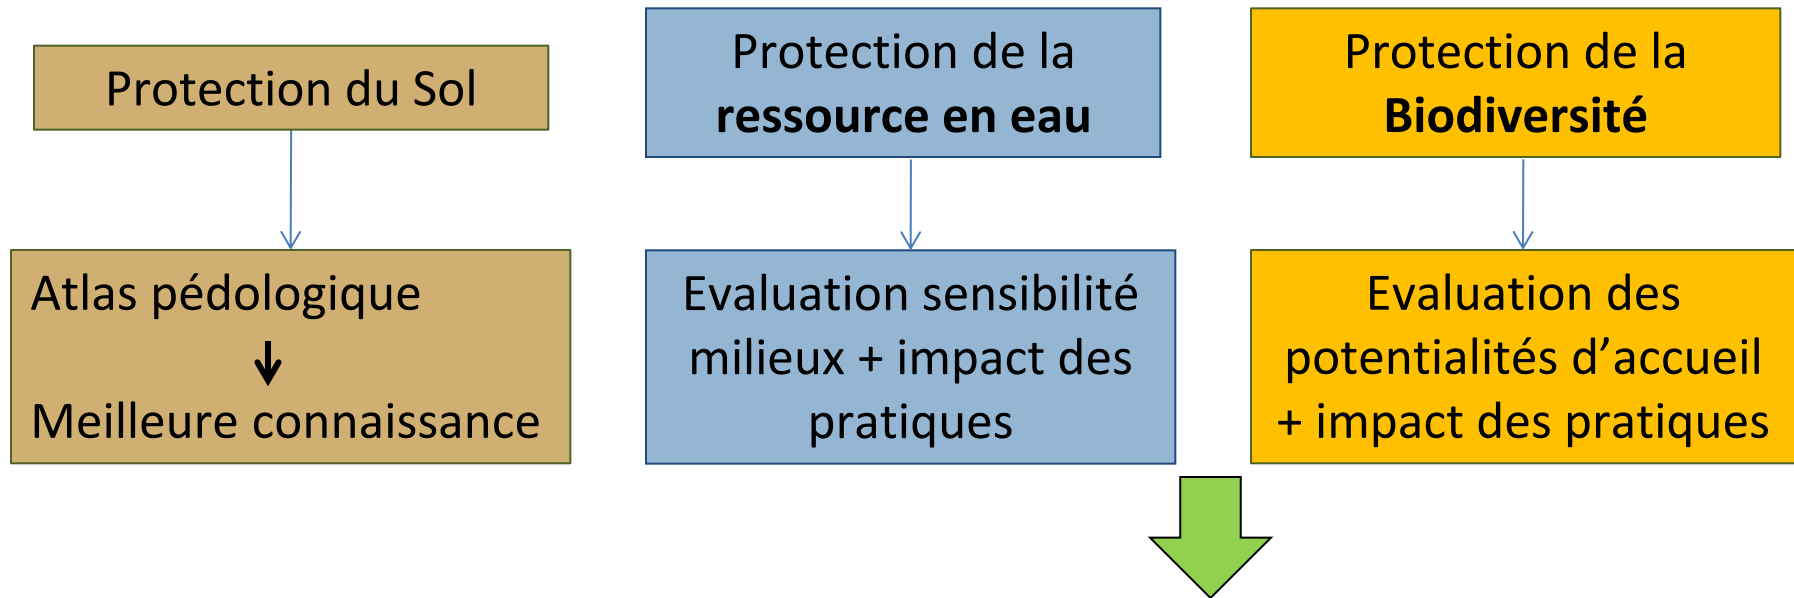 Protection du Sol
Protection de la
ressource en eau
Protection de la
Biodiversité
Atlas pédologique
Meilleure connaissance
Evaluation sensibilité
milieux + impact des
pratiques
Evaluation des
potentialités d’accueil
+ impact des pratiques